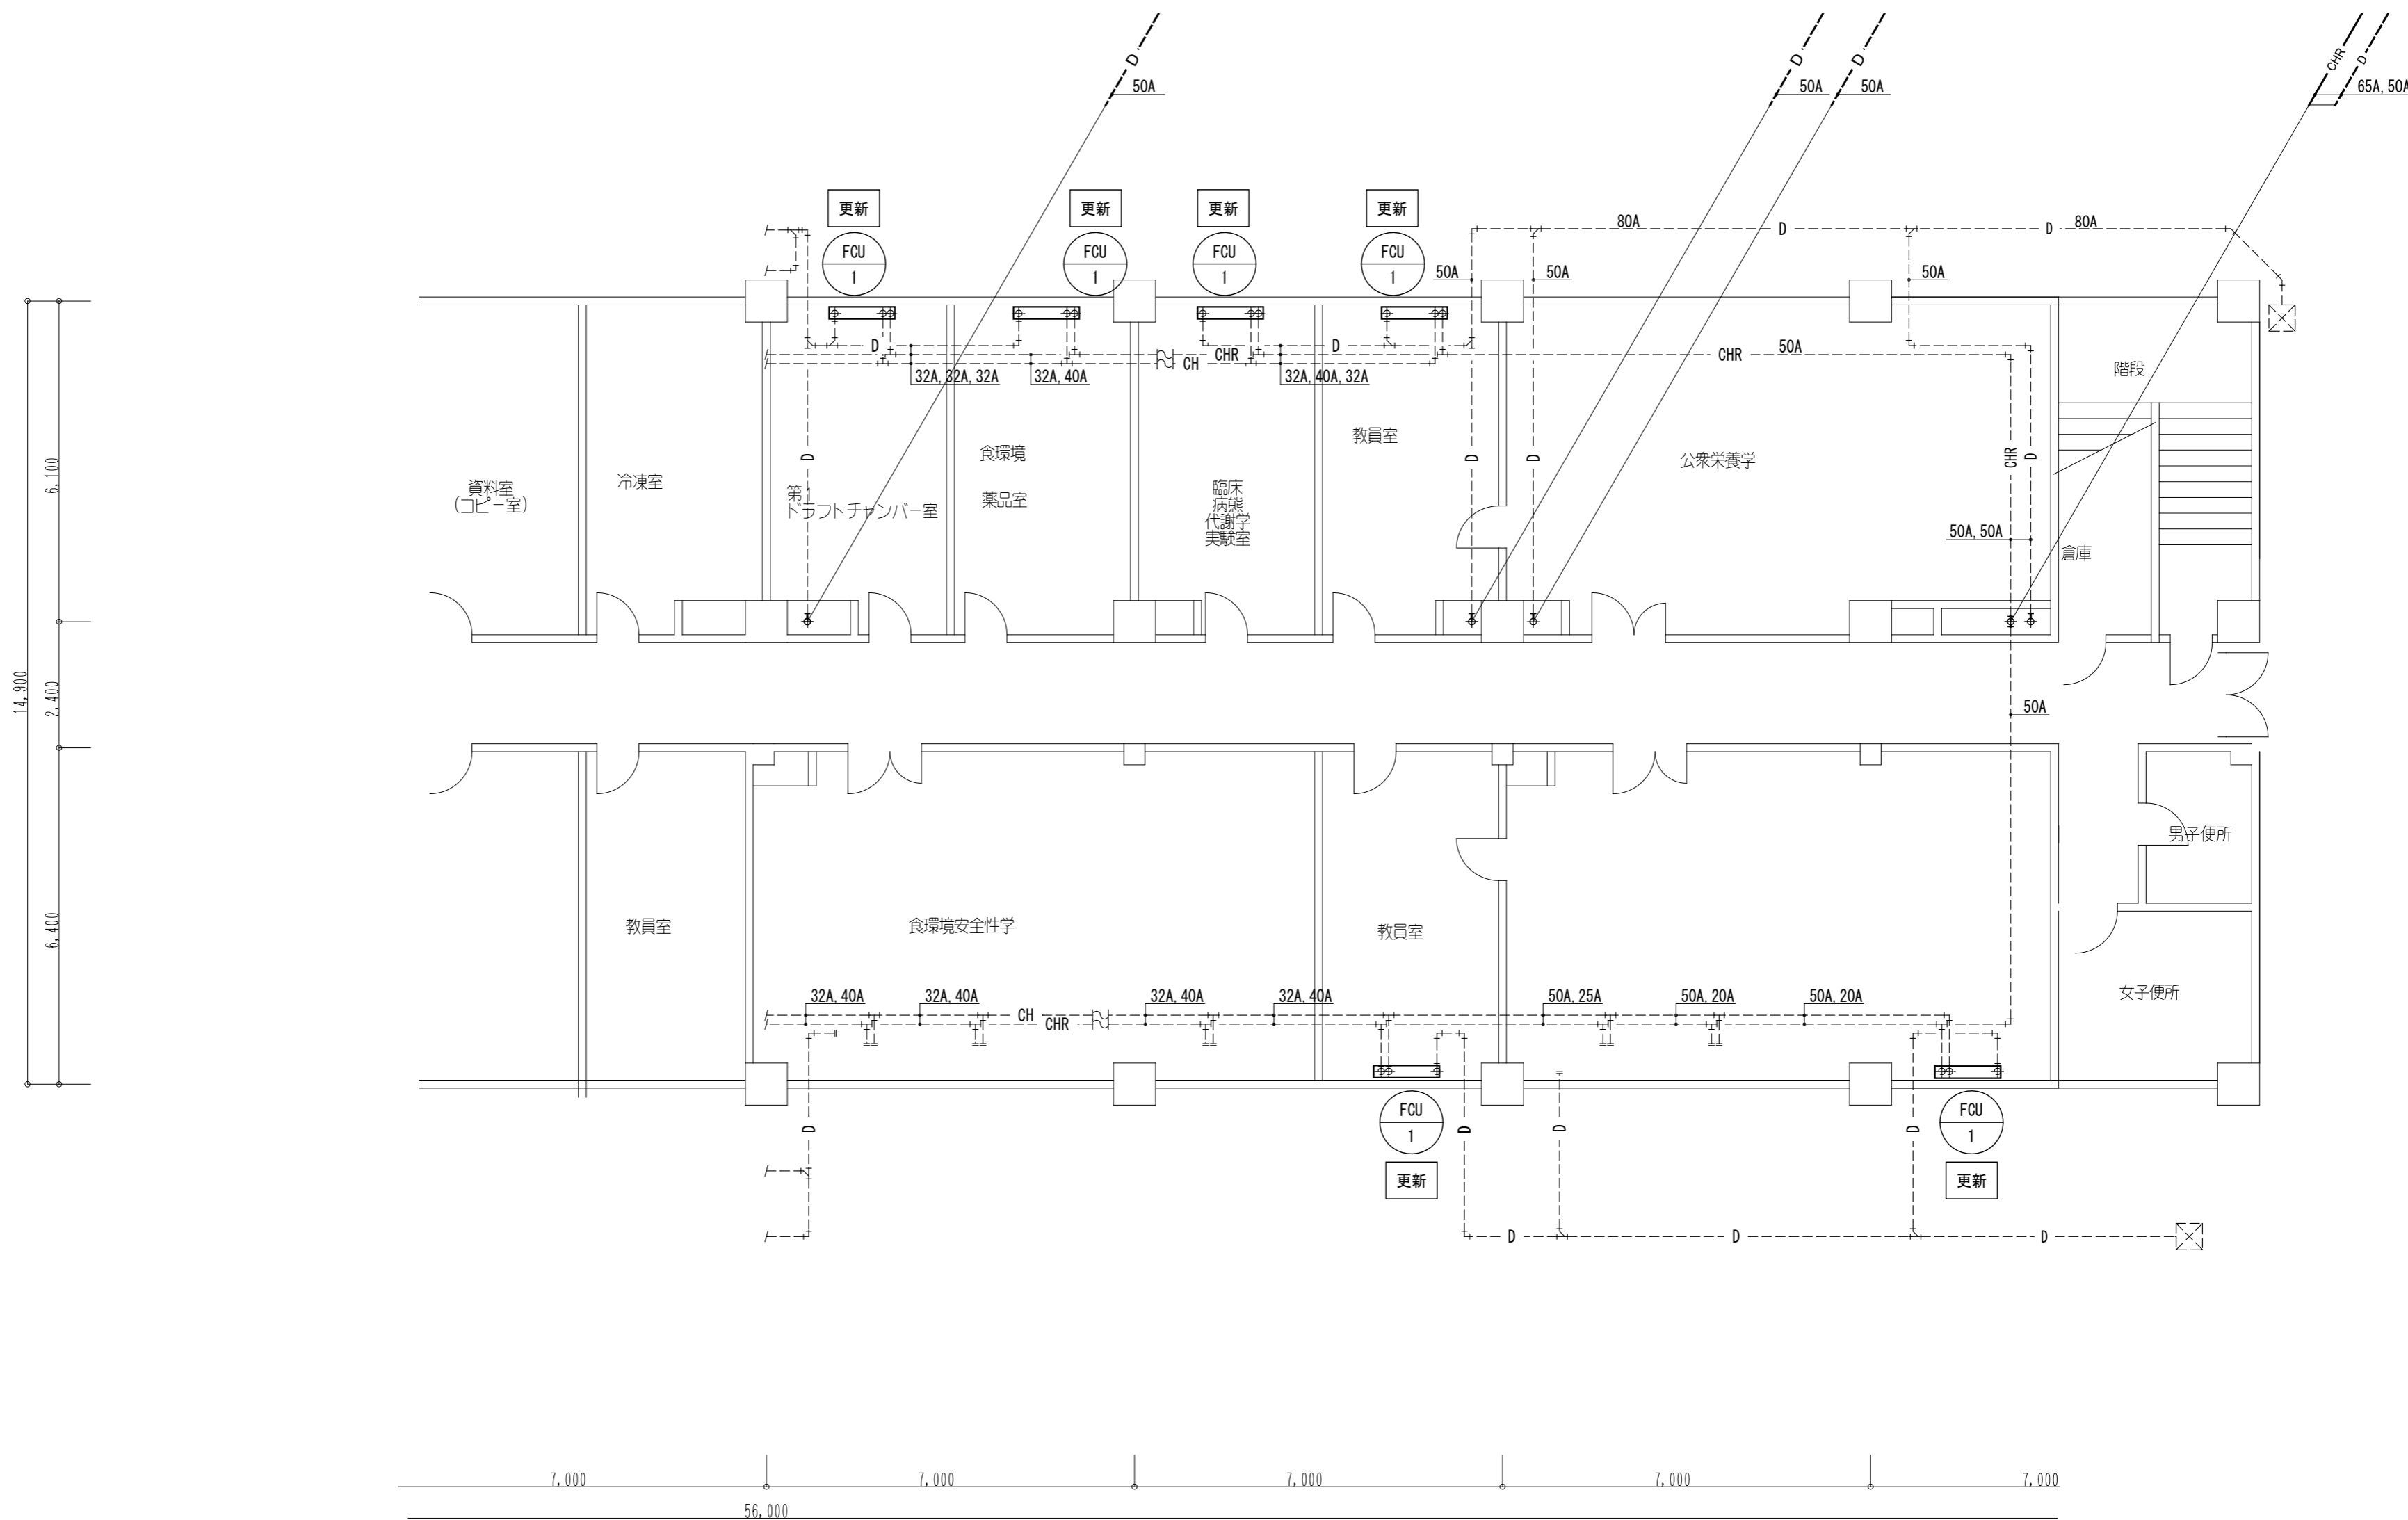 D
50A
D
50A
D
50A
CHR
D
65A, 50A
更新
更新
更新
更新
FCU
1
FCU
1
FCU
1
FCU
1
80A
D
D
80A
50A
50A
50A
D
CHR
D
CHR
50A
CH
32A, 32A, 32A
32A, 40A
32A, 40A, 32A
階段
D
D
D
CHR
D
資料室
(コピー室)
冷凍室
第1
ドラフトチャンバー室
食環境
薬品室
臨床
病態
代謝学
実験室
教員室
公衆栄養学
50A, 50A
倉庫
14,900
6,100
2,400
6,400
50A
男子便所
教員室
食環境安全性学
教員室
女子便所
32A, 40A
32A, 40A
32A, 40A
32A, 40A
50A, 25A
50A, 20A
50A, 20A
CH
CHR
FCU
1
FCU
1
D
D
D
D
更新
更新
D
D
D
7,000
7,000
7,000
7,000
7,000
56,000